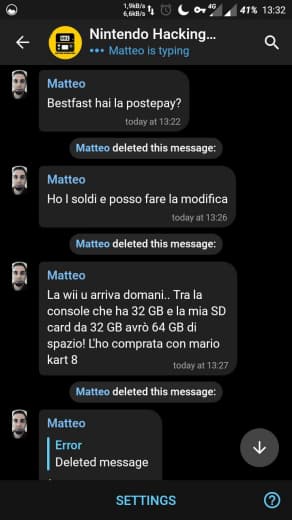 1,9kB/s
6,6kB/s
4G
41% 13:32
Nintendo Hacking...
Matteo is typing
Matteo
Bestfast hai la postepay?
today at 13:22
Matteo deleted this message:
Matteo
Ho I soldi e posso fare la modifica
today at 13:26
Matteo deleted this message:
Matteo
La wii u arriva domani.. Tra la
console che ha 32 GB e la mia SD
card da 32 GB avrò 64 GB di
spazio! L'ho comprata con mario
kart 8
today at 13:27
Matteo deleted this message:
Matteo
Error
Deleted message
SETTINGS